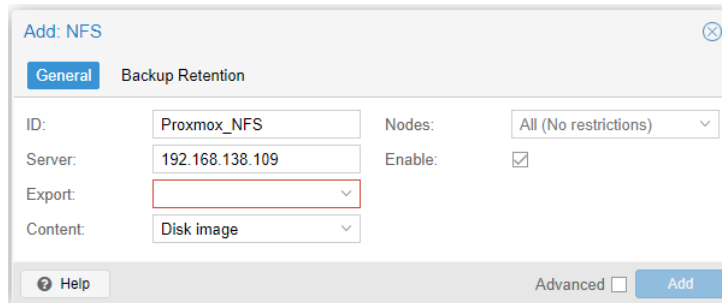 Add: NFS
General Backup Retention
ID: Proxmox_NFS Nodes: All (No restrictions)
Server: 192.168.138.109 Enable:
Export:
Content: Disk image
Help Advanced Add